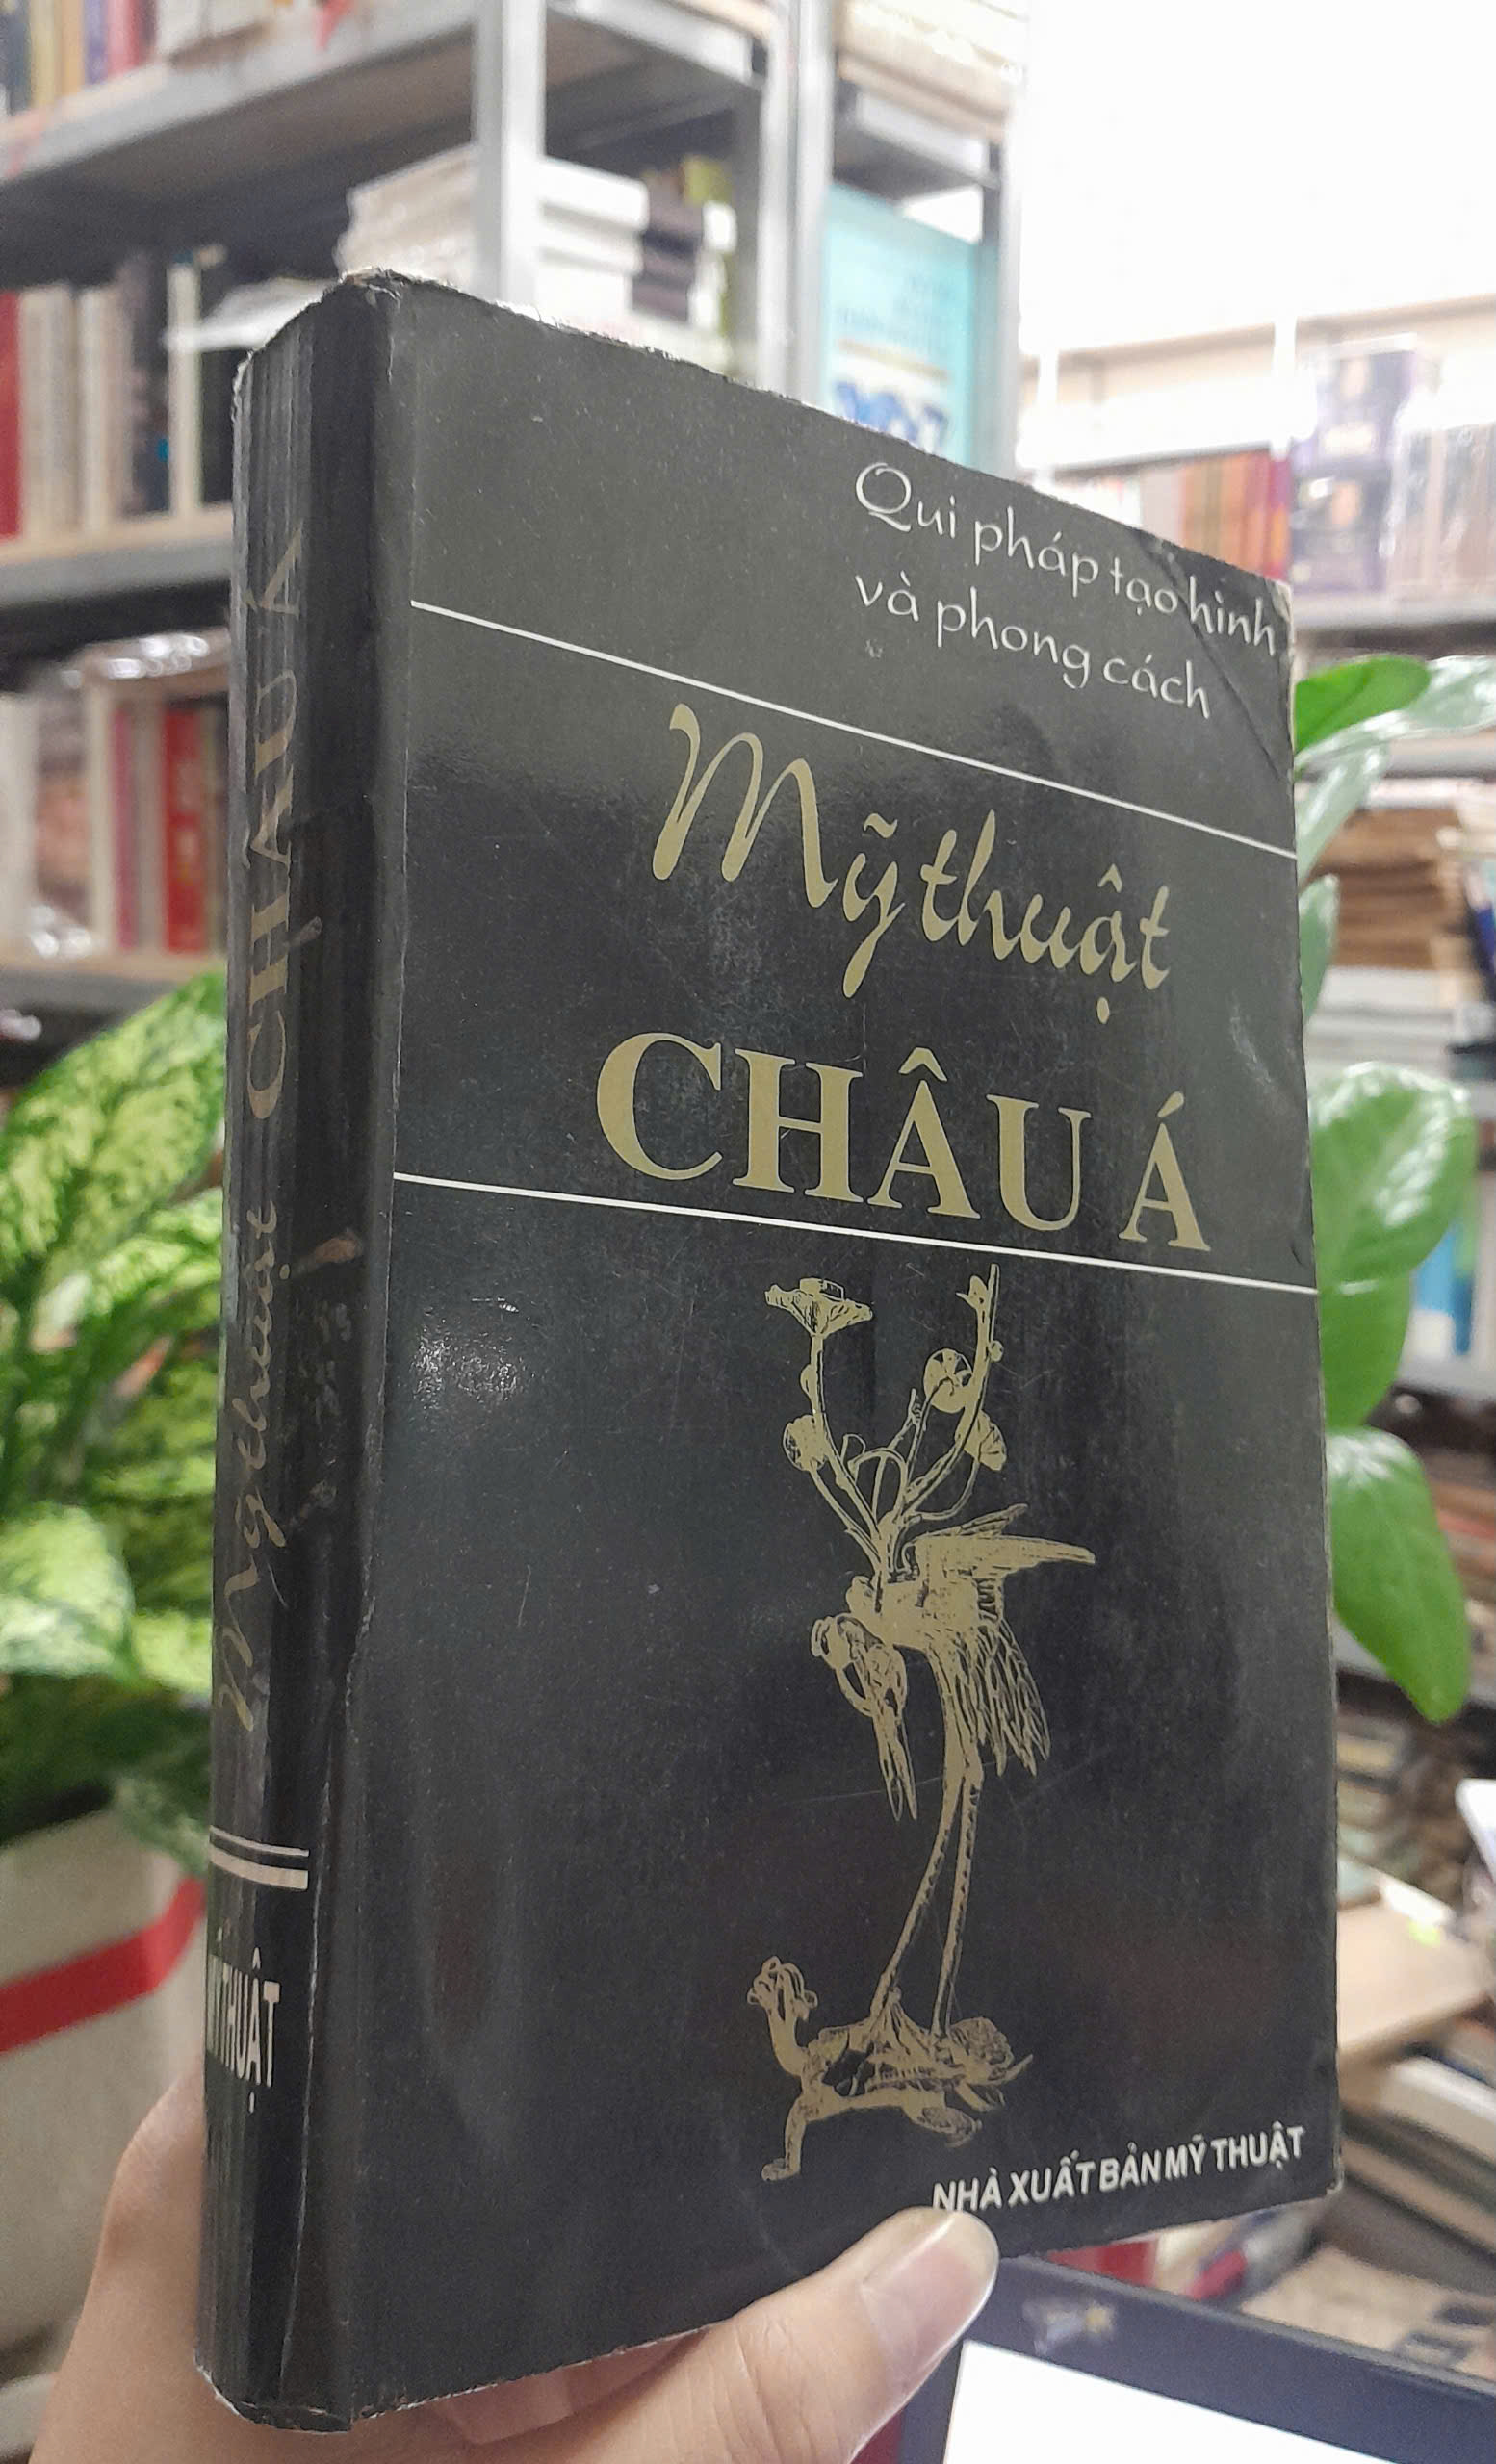 Qui pháp tạo hình
và phong cách
Mỹ thuật
CHÂU Á
NHÀ XUẤT BẢN MỸ THUẬT
Mỹ thuật CHÂU Á
THUẬT